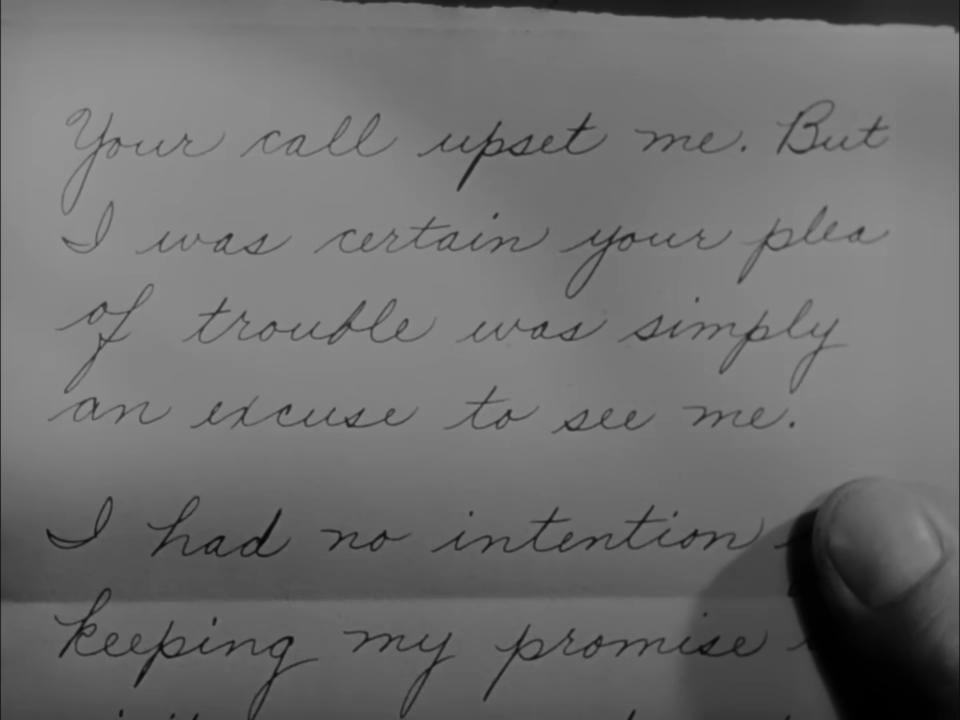 Your call upset me. But
I was certain your plea
of trouble was simply
an excuse to see me.
I had no intention
keeping my promise